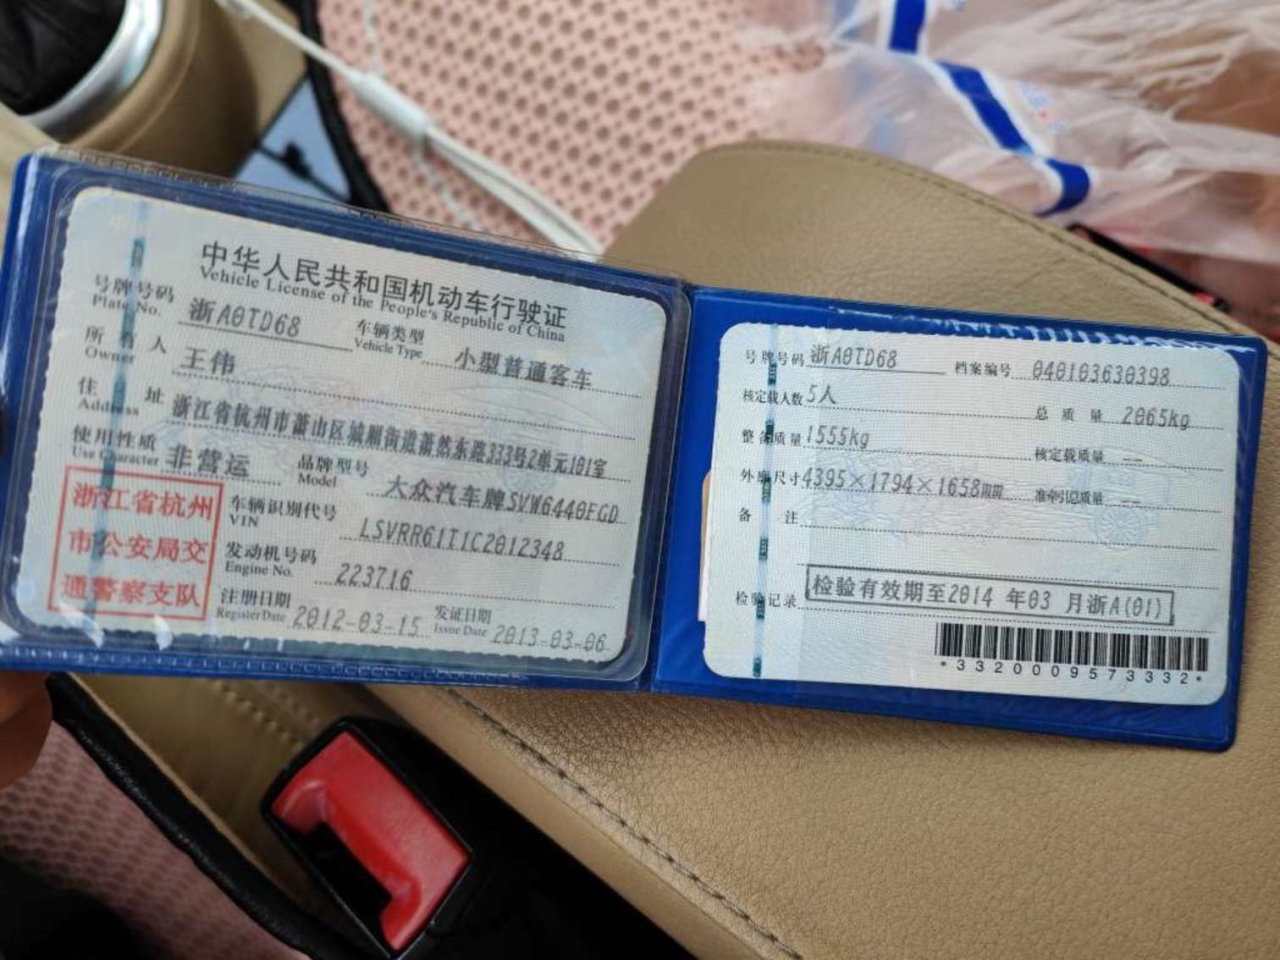 中华人民共和国机动车行驶证
Vehicle License of the People's Republic of China
号牌号码 浙A0TD68 车辆类型 小型普通客车
Plate No. Vehicle Type
所有人 王伟
Owner
住址 浙江省杭州市萧山区城厢街道萧然东路333号2单元101室
Address
使用性质 非营运 品牌型号 大众汽车牌SVW6440EGD
Use Character Model
浙江省杭州
市公安局交
通警察支队
车辆识别代号 LSVRR61T1C2012348
VIN
发动机号码 223716
Engine No.
注册日期 2012-03-15 发证日期 2013-03-06
Register Date Issue Date
号牌号码 浙A0TD68 档案编号 040103630398
核定载人数 5人 总质量 2065kg
整备质量 1555kg 核定载质量 --
外廓尺寸 4395×1794×1658mm 准牵引总质量 --
备注
检验记录 检验有效期至2014 年03 月浙A(01)
*3320009573332*